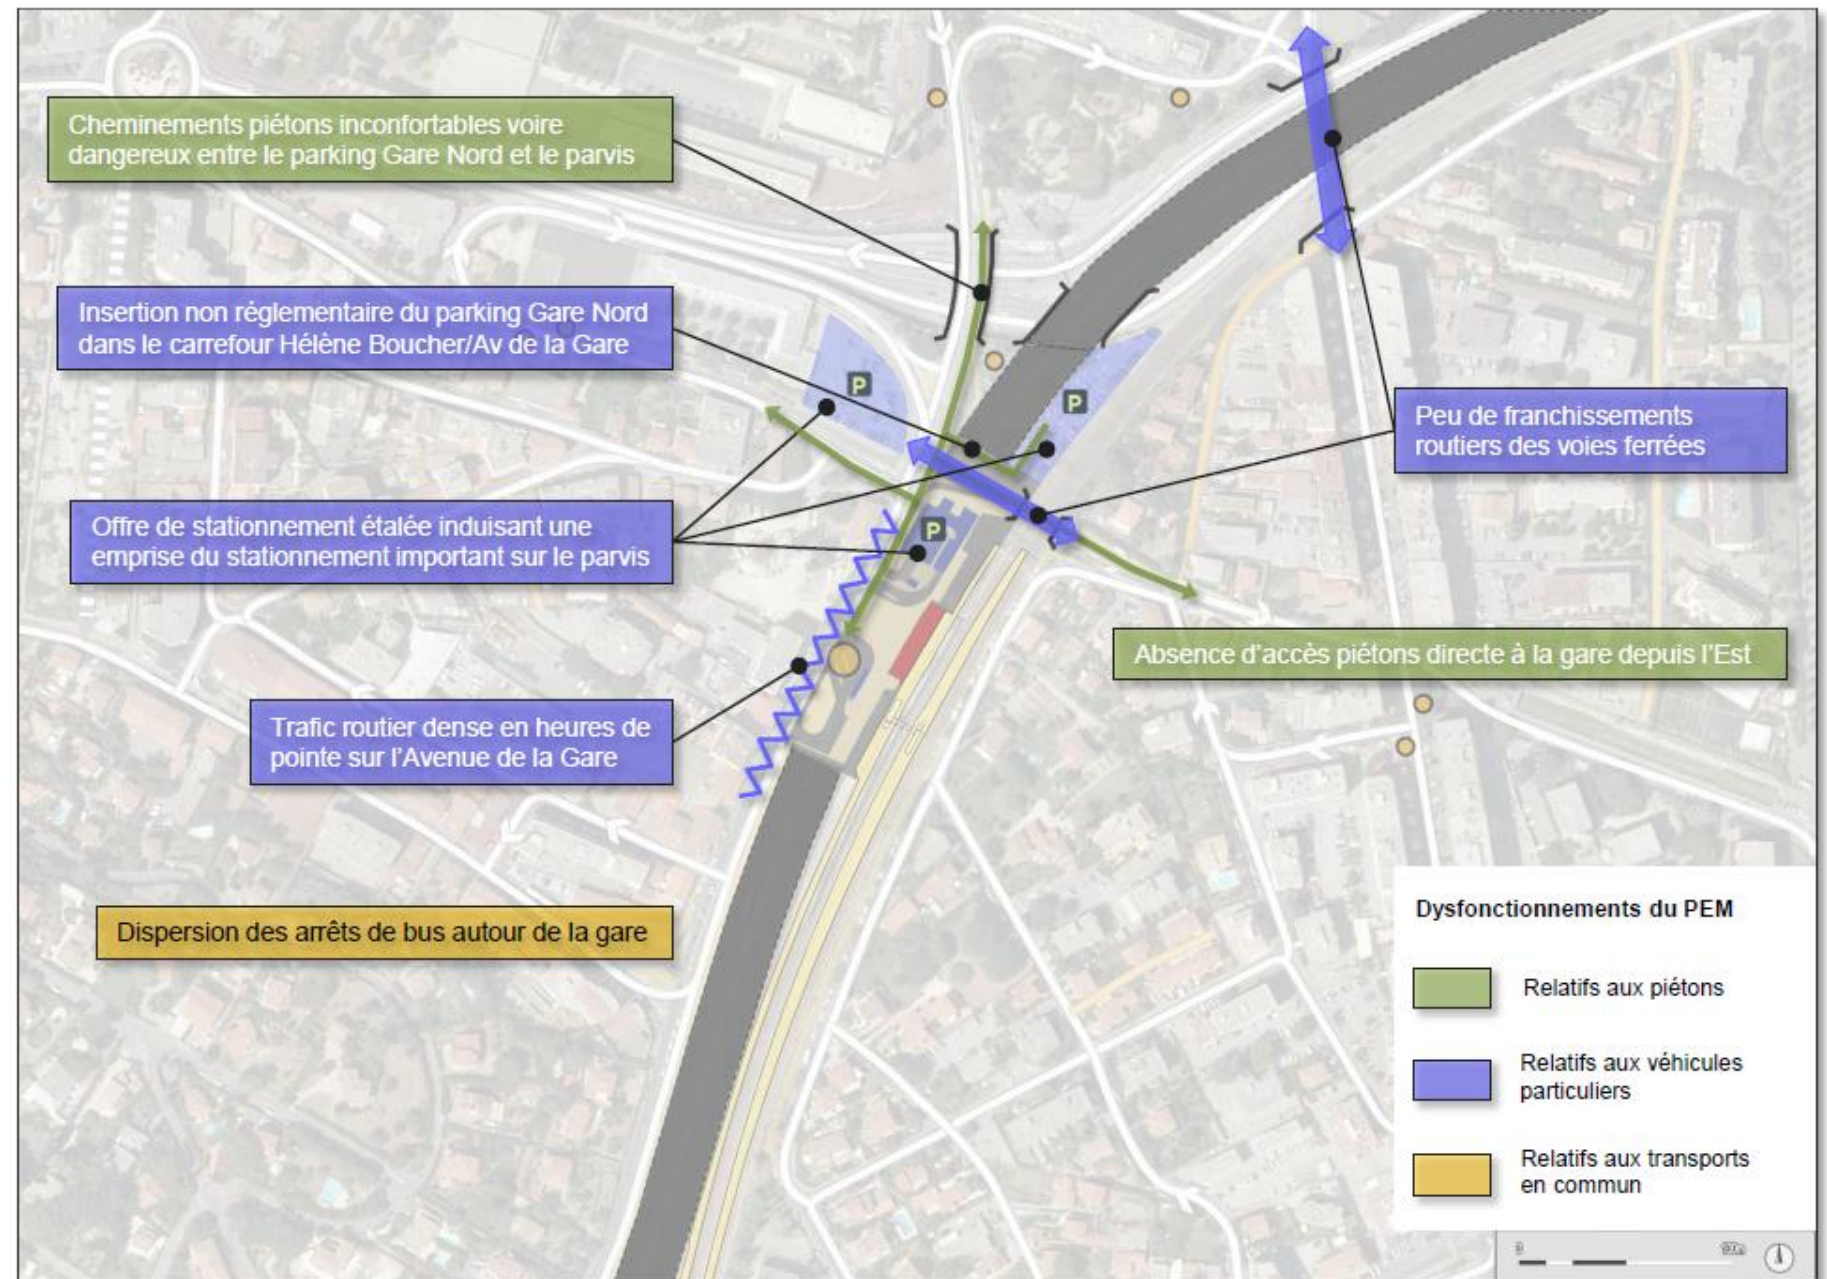 Cheminements piétons inconfortables voire
dangereux entre le parking Gare Nord et le parvis
Insertion non réglementaire du parking Gare Nord
dans le carrefour Hélène Boucher/Av de la Gare
P
P
Peu de franchissements
routiers des voies ferrées
Offre de stationnement étalée induisant une
emprise du stationnement important sur le parvis
P
Absence d'accès piétons directe à la gare depuis l'Est
Trafic routier dense en heures de
pointe sur l'Avenue de la Gare
Dispersion des arrêts de bus autour de la gare
Dysfonctionnements du PEM
Relatifs aux piétons
Relatifs aux véhicules
particuliers
Relatifs aux transports
en commun